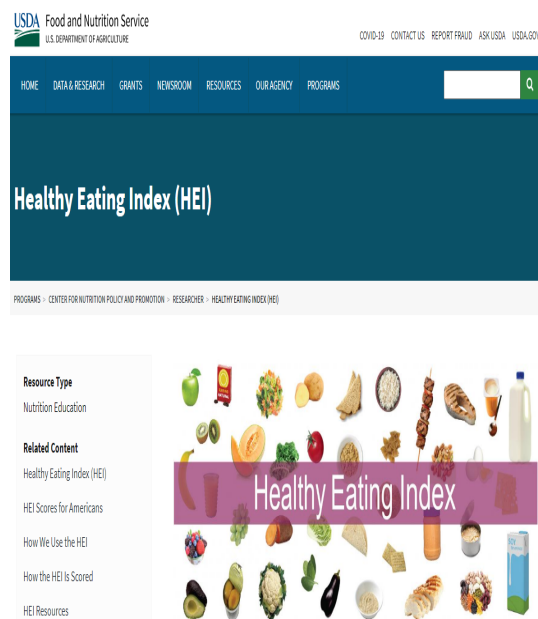 USDA Food and Nutrition Service
U.S. DEPARTMENT OF AGRICULTURE
COVID-19 CONTACT US REPORT FRAUD ASK USDA USDA.GOV
HOME DATA & RESEARCH GRANTS NEWSROOM RESOURCES OUR AGENCY PROGRAMS
Healthy Eating Index (HEI)
PROGRAMS > CENTER FOR NUTRITION POLICY AND PROMOTION > RESEARCHER > HEALTHY EATING INDEX (HEI)
Resource Type
Nutrition Education
Related Content
Healthy Eating Index (HEI)
HEI Scores for Americans
How We Use the HEI
How the HEI Is Scored
HEI Resources
Healthy Eating Index